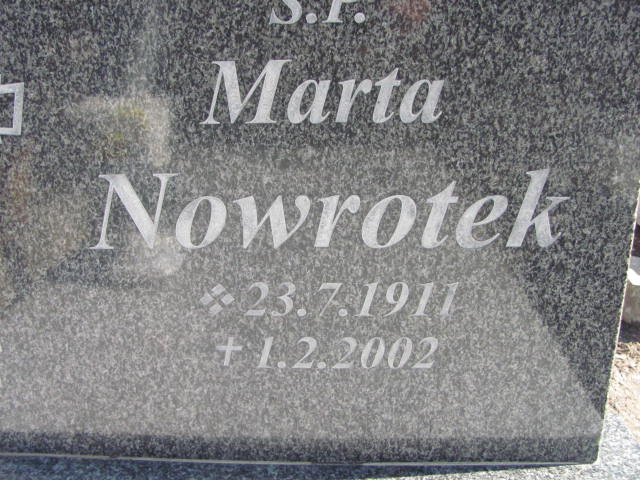 S.P.
Marta
Nowrotek
❖ 23.7.1911
+ 1.2.2002